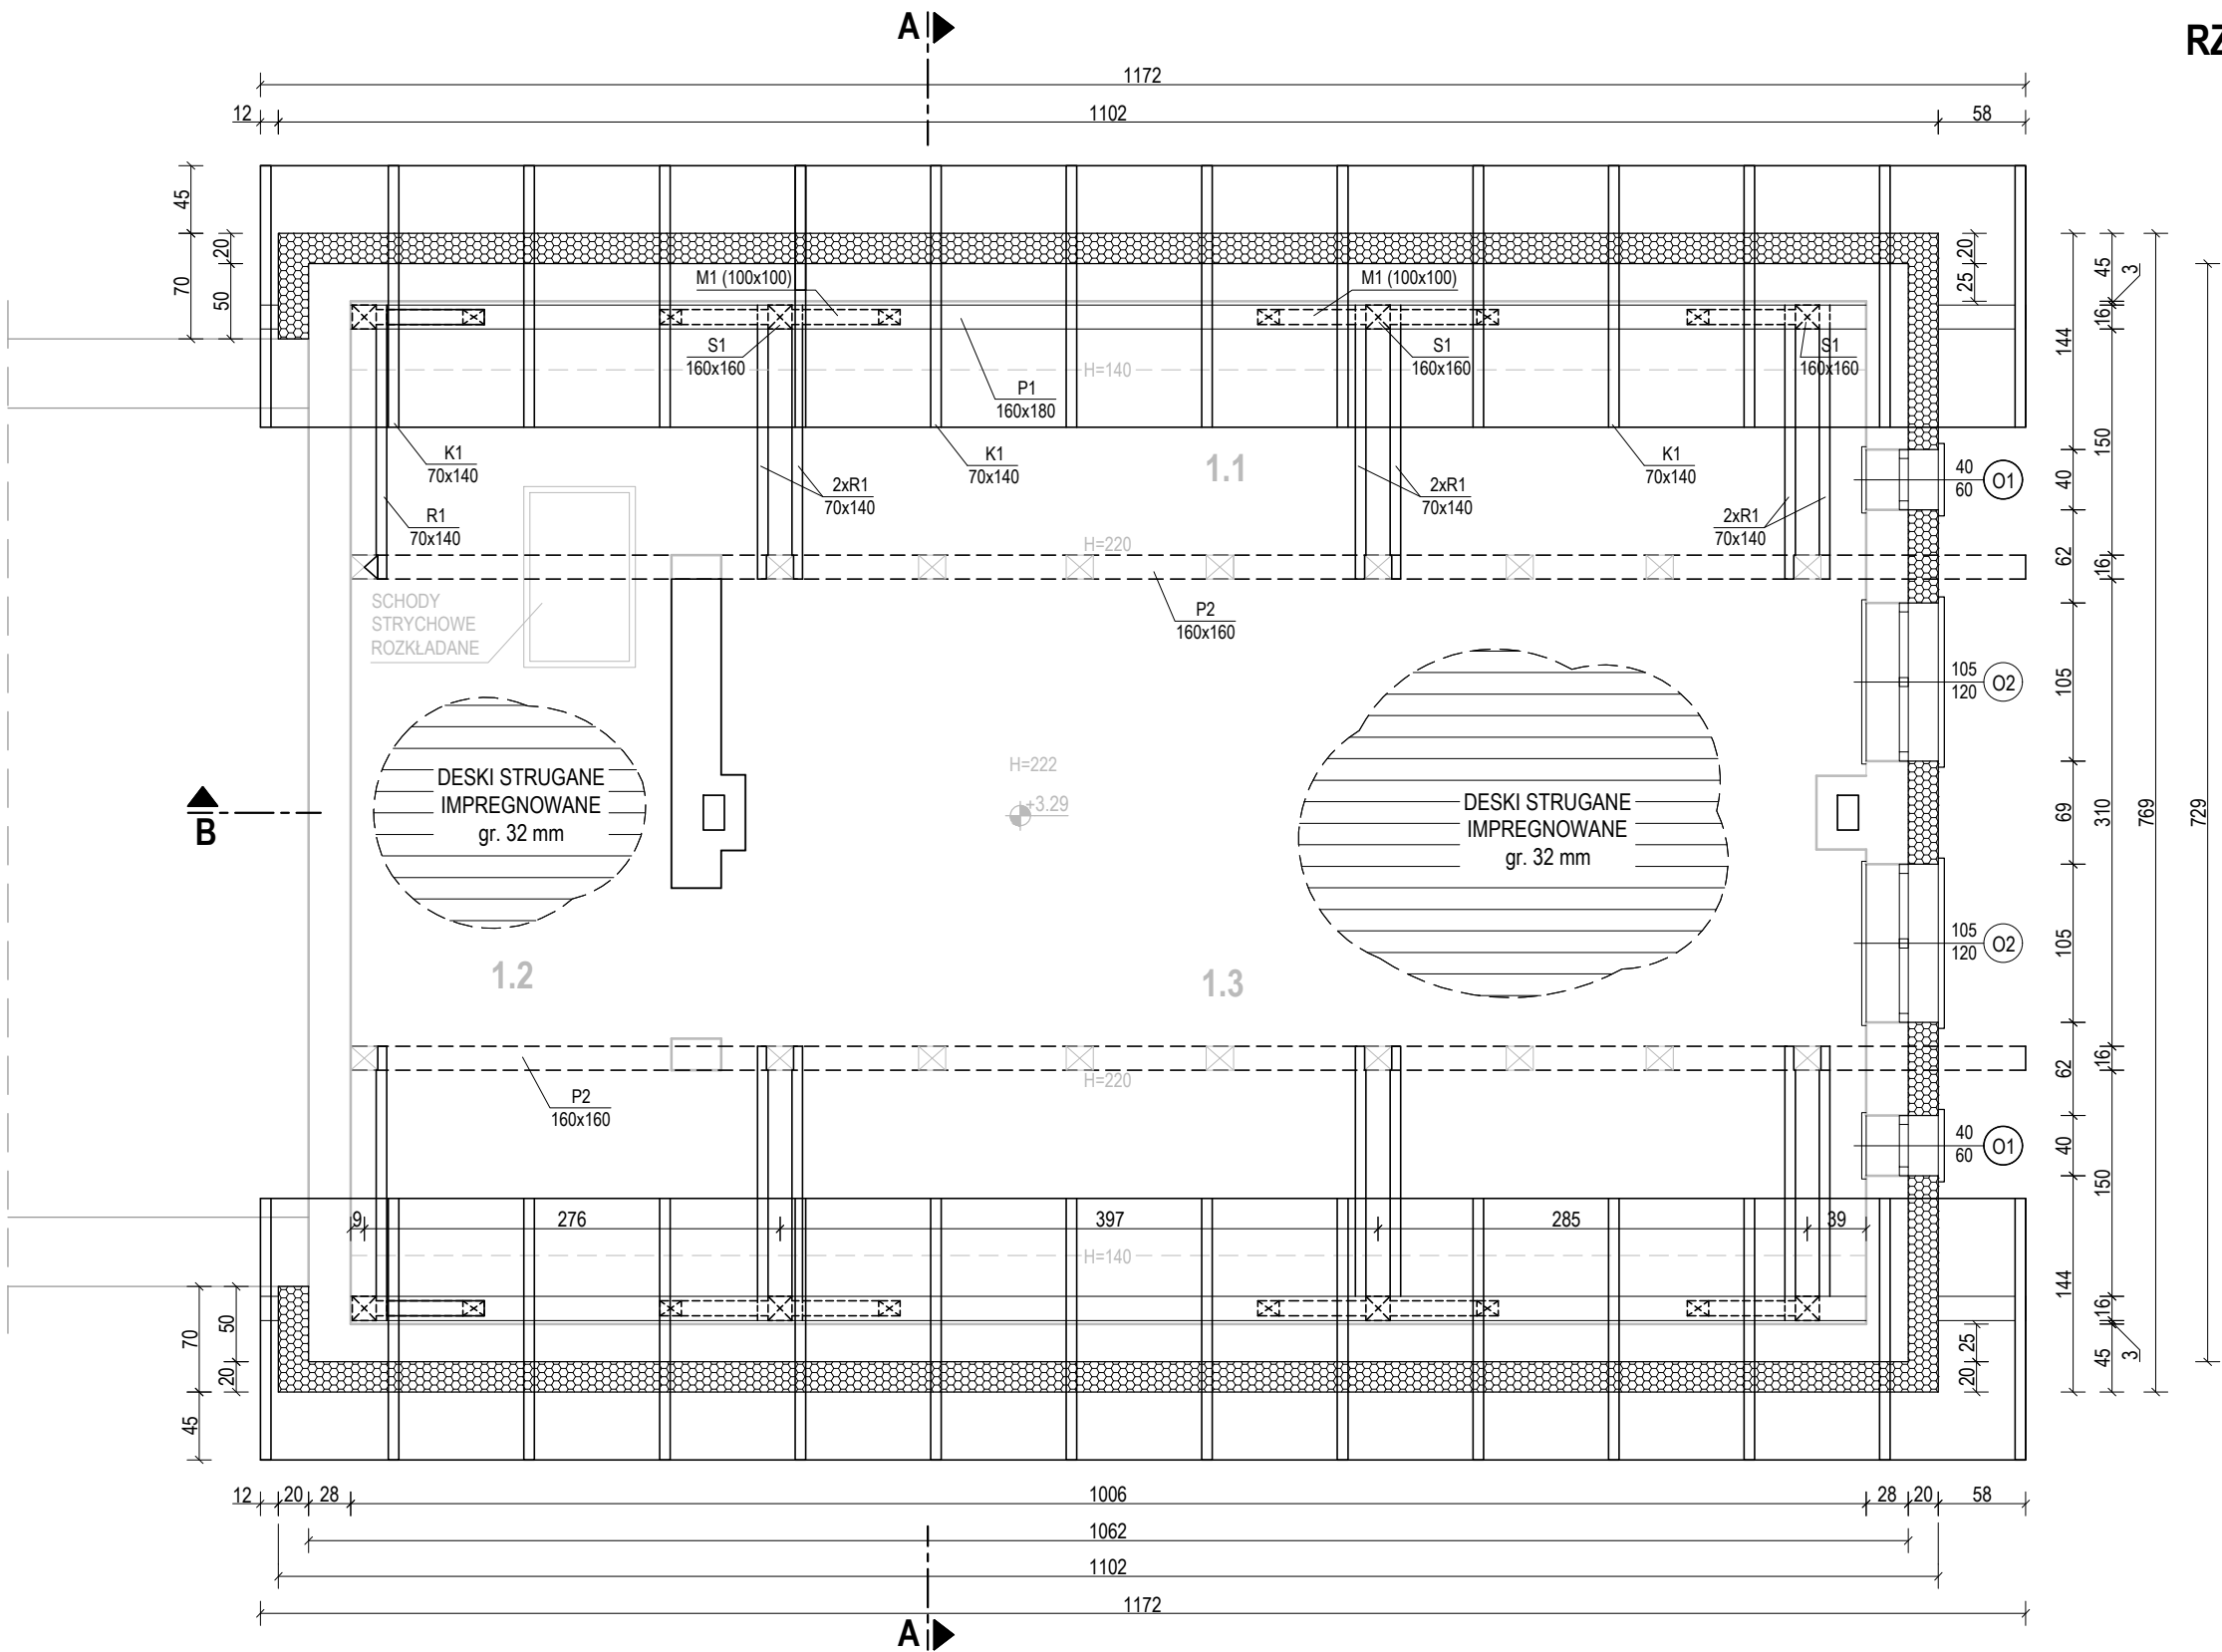 A
RZ
1172
12
1102
58
45
70
20
50
M1 (100x100)
M1 (100x100)
S1
160x160
S1
160x160
S1
160x160
H=140
P1
160x180
K1
70x140
K1
70x140
K1
70x140
1.1
R1
70x140
2xR1
70x140
2xR1
70x140
2xR1
70x140
H=220
P2
160x160
SCHODY
STRYCHOWE
ROZKŁADANE
DESKI STRUGANE
IMPREGNOWANE
gr. 32 mm
H=222
+3.29
DESKI STRUGANE
IMPREGNOWANE
gr. 32 mm
B
1.2
1.3
H=220
P2
160x160
9
276
397
285
39
H=140
40
60
O1
105
120
O2
105
120
O2
40
60
O1
20
25
25
20
144
40
62
105
69
105
62
40
144
45
3
16
150
16
310
16
150
16
3
45
769
729
70
50
20
45
12
20
28
1006
28
20
58
1062
1102
1172
A